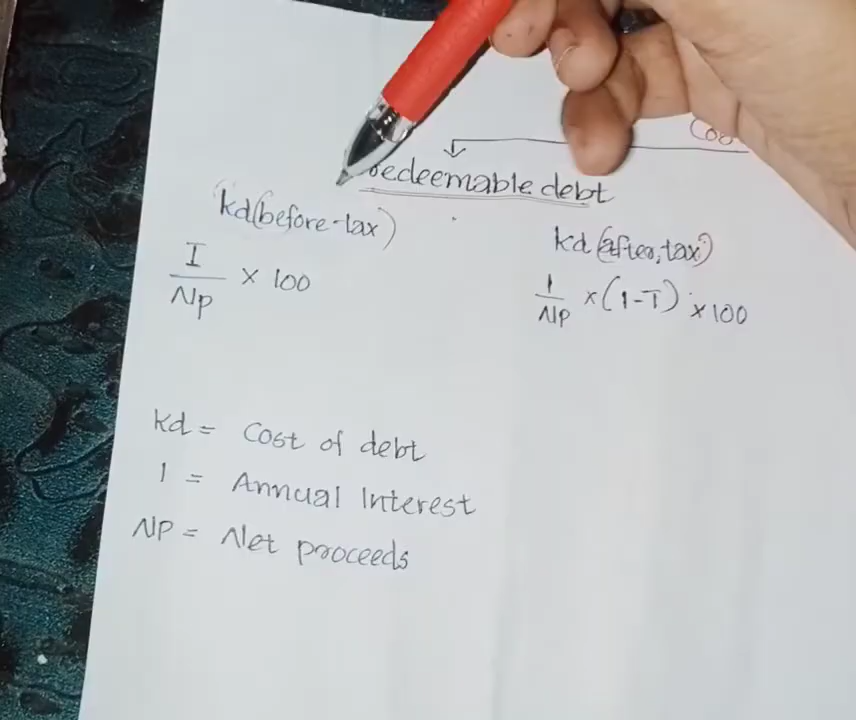 redeemable debt
kd(before-tax)
kd(after,tax)
I/Np × 100
1/NP ×(1-T) ×100
kd = Cost of debt
I = Annual Interest
NP = Net proceeds